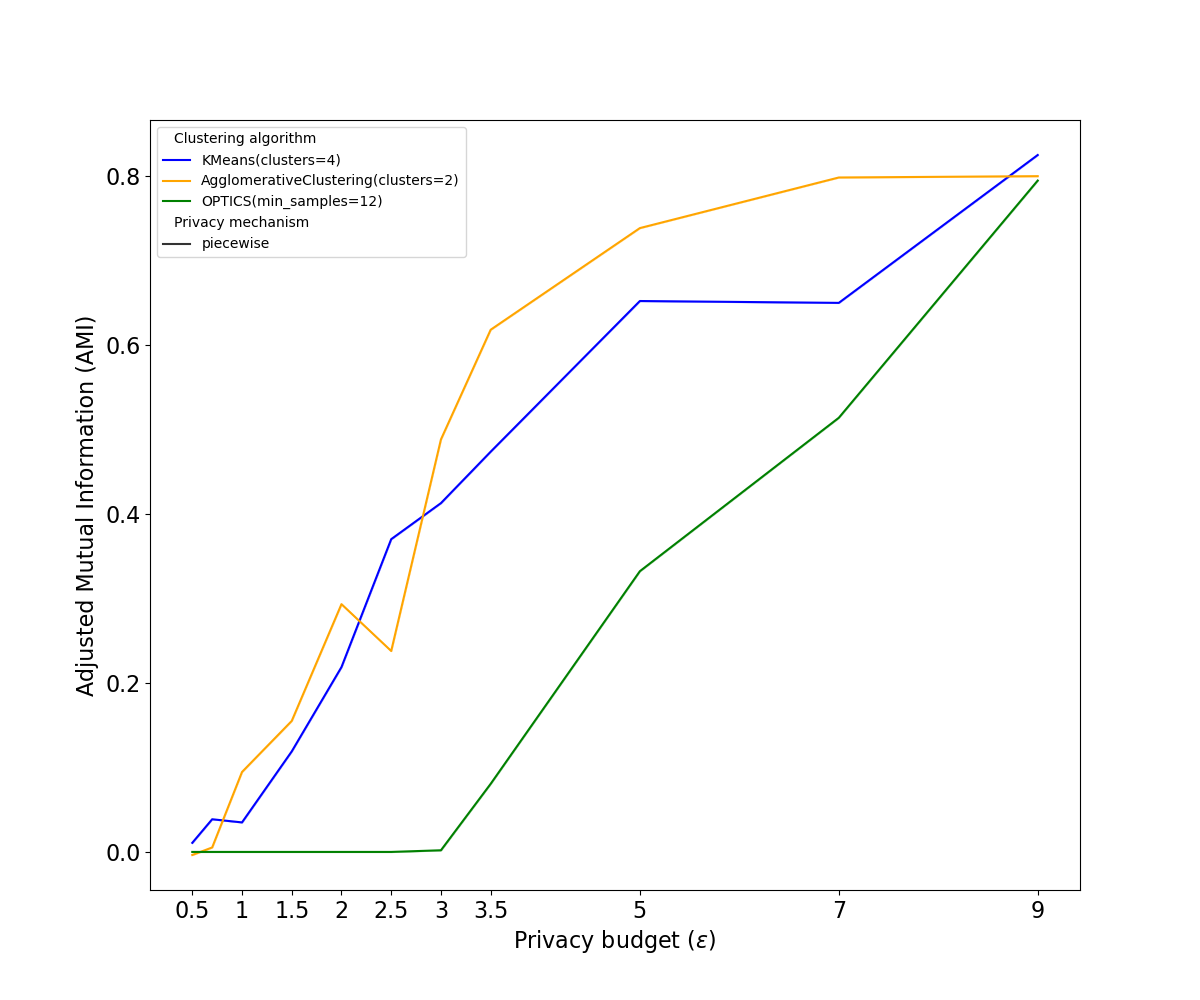 Clustering algorithm
KMeans(clusters=4)
AgglomerativeClustering(clusters=2)
OPTICS(min_samples=12)
Privacy mechanism
piecewise
Adjusted Mutual Information (AMI)
0.8
0.6
0.4
0.2
0.0
0.5 1 1.5 2 2.5 3 3.5 5 7 9
Privacy budget (ε)